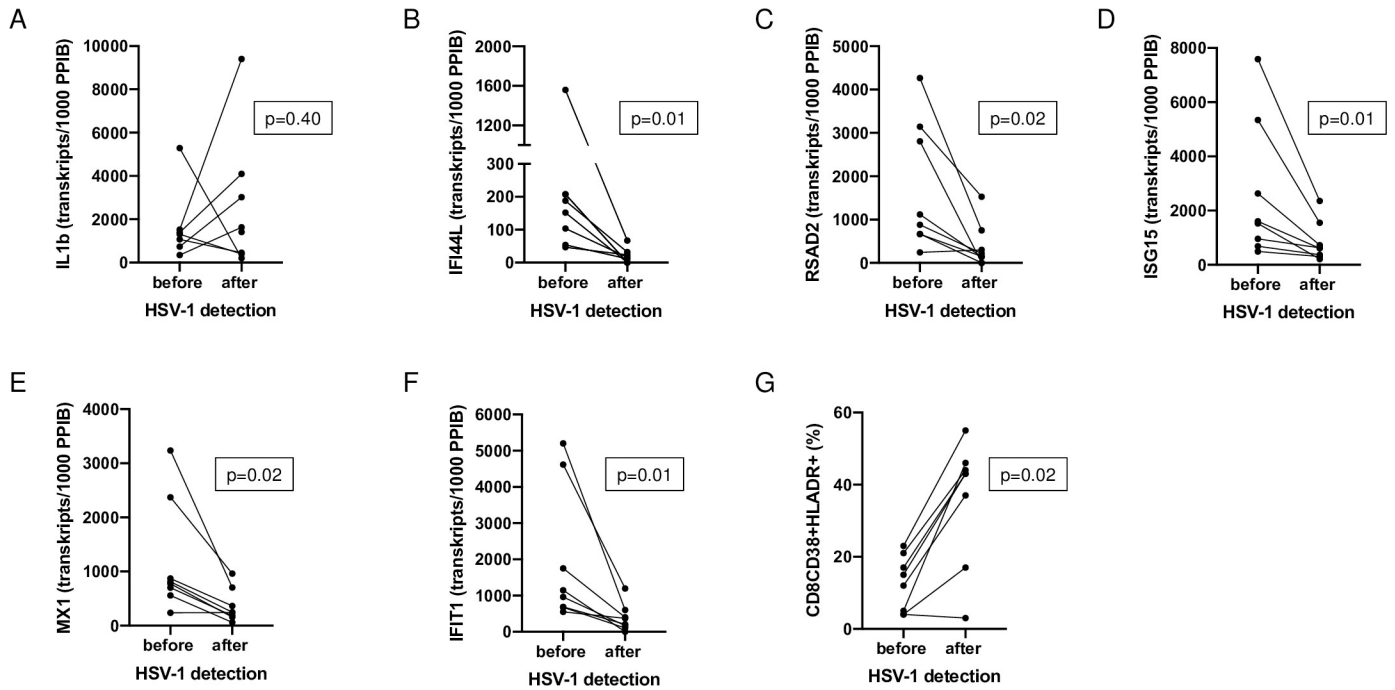 A
IL1b (transkripts/1000 PPIB)
10000
8000
6000
4000
2000
0
p=0.40
before after
HSV-1 detection
B
IFI44L (transkripts/1000 PPIB)
2000
1600
1200
300
200
100
0
p=0.01
before after
HSV-1 detection
C
RSAD2 (transkripts/1000 PPIB)
5000
4000
3000
2000
1000
0
p=0.02
before after
HSV-1 detection
D
ISG15 (transkripts/1000 PPIB)
8000
6000
4000
2000
0
p=0.01
before after
HSV-1 detection
E
MX1 (transkripts/1000 PPIB)
4000
3000
2000
1000
0
p=0.02
before after
HSV-1 detection
F
IFIT1 (transkripts/1000 PPIB)
6000
5000
4000
3000
2000
1000
0
p=0.01
before after
HSV-1 detection
G
CD8CD38+HLADR+ (%)
60
40
20
0
p=0.02
before after
HSV-1 detection